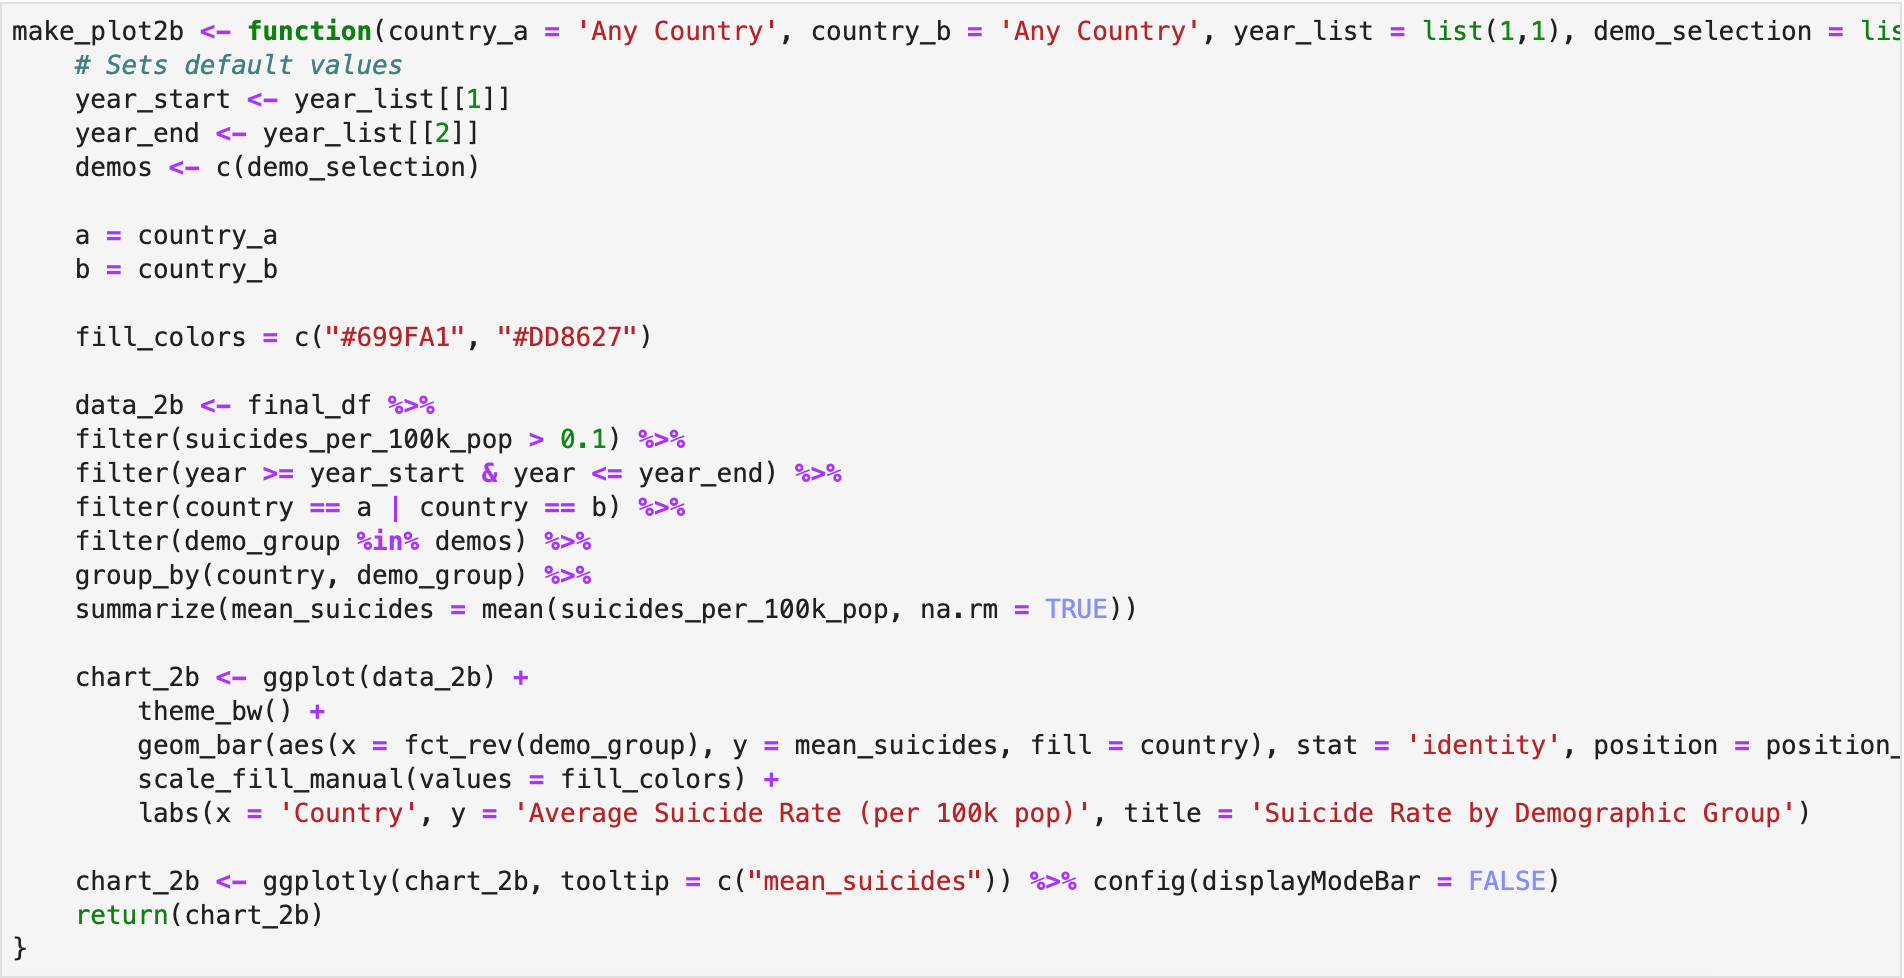 make_plot2b <- function(country_a = 'Any Country', country_b = 'Any Country', year_list = list(1,1), demo_selection =
    # Sets default values
    year_start <- year_list[[1]]
    year_end <- year_list[[2]]
    demos <- c(demo_selection)
    a = country_a
    b = country_b
    fill_colors = c("#699FA1", "#DD8627")
    data_2b <- final_df %>%
    filter(suicides_per_100k_pop > 0.1) %>%
    filter(year >= year_start & year <= year_end) %>%
    filter(country == a | country == b) %>%
    filter(demo_group %in% demos) %>%
    group_by(country, demo_group) %>%
    summarize(mean_suicides = mean(suicides_per_100k_pop, na.rm = TRUE))
    chart_2b <- ggplot(data_2b) +
        theme_bw() +
        geom_bar(aes(x = fct_rev(demo_group), y = mean_suicides, fill = country), stat = 'identity', position = position_
        scale_fill_manual(values = fill_colors) +
        labs(x = 'Country', y = 'Average Suicide Rate (per 100k pop)', title = 'Suicide Rate by Demographic Group')
    chart_2b <- ggplotly(chart_2b, tooltip = c("mean_suicides")) %>% config(displayModeBar = FALSE)
    return(chart_2b)
}